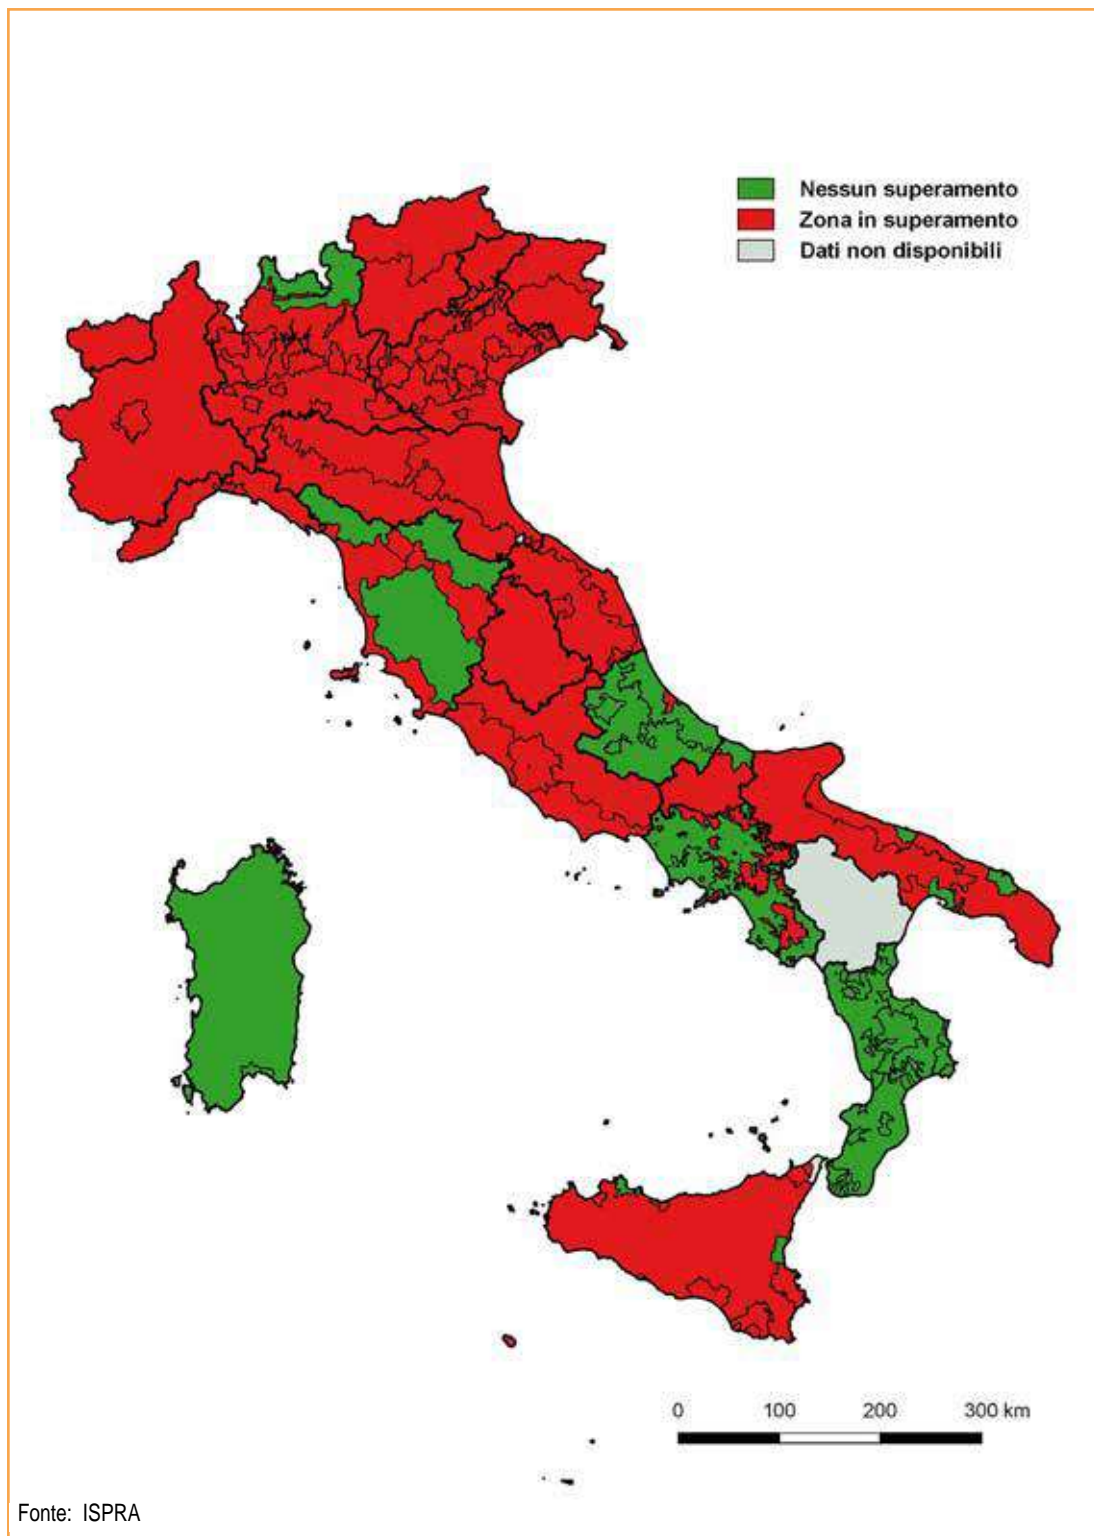 Nessun superamento
Zona in superamento
Dati non disponibili
0 100 200 300 km
Fonte: ISPRA